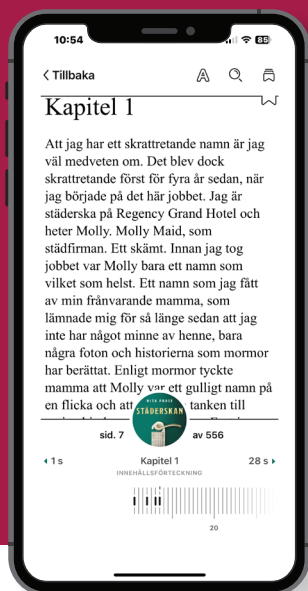 10:54
85
< Tillbaka
A
Kapitel 1
Att jag har ett skrattretande namn är jag
väl medveten om. Det blev dock
skrattretande först för fyra år sedan, när
jag började på det här jobbet. Jag är
städerska på Regency Grand Hotel och
heter Molly. Molly Maid, som
städfirman. Ett skämt. Innan jag tog
jobbet var Molly bara ett namn som
vilket som helst. Ett namn som jag fått
av min frånvarande mamma, som
lämnade mig för så länge sedan att jag
inte har något minne av henne, bara
några foton och historierna som mormor
har berättat. Enligt mormor tyckte
mamma att Molly var ett gulligt namn på
en flicka och att tanken till
NITA PROSE
STÄDERSKAN
sid. 7 av 556
1 s Kapitel 1 28 s
INNEHÅLLSFÖRTECKNING
20